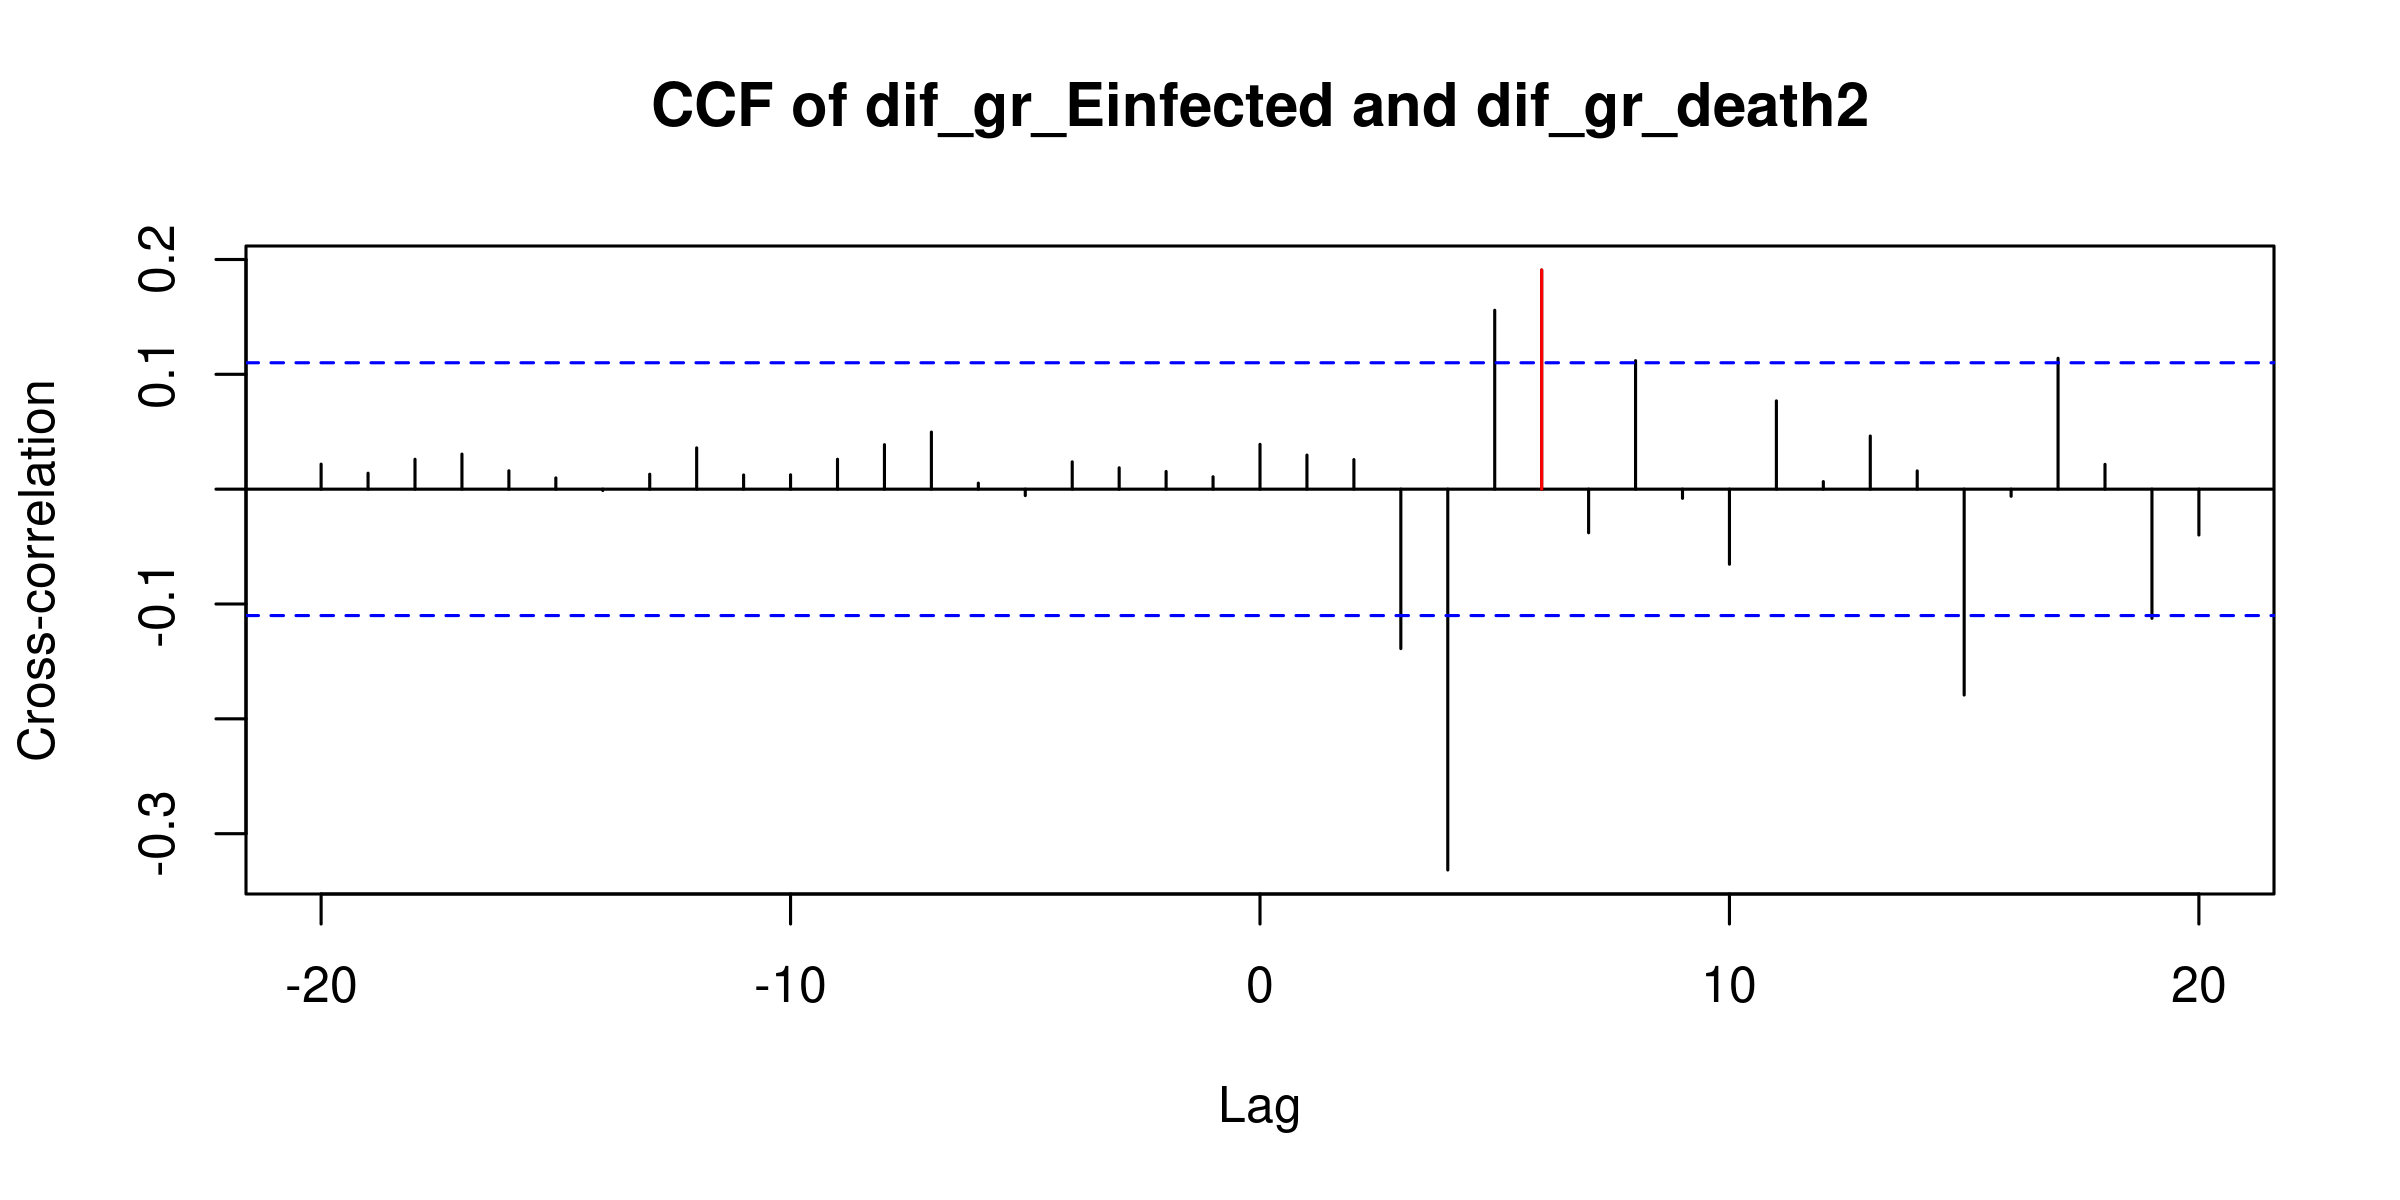 CCF of dif_gr_Einfected and dif_gr_death2
Cross-correlation
0.2
0.1
-0.1
-0.3
-20 -10 0 10 20
Lag